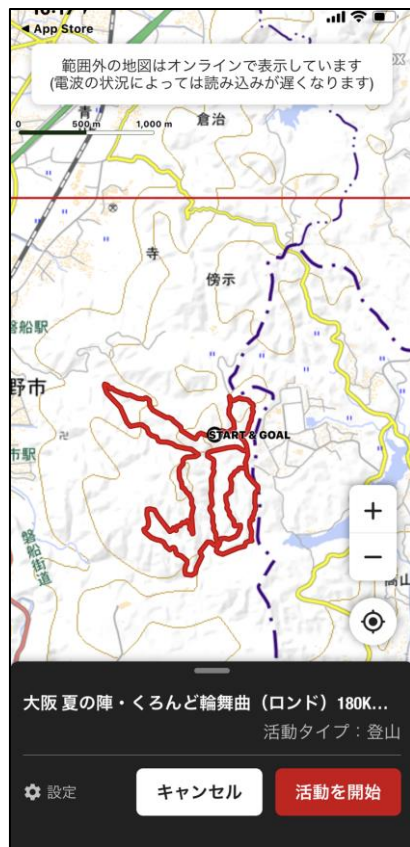 App Store
範囲外の地図はオンラインで表示しています
(電波の状況によっては読み込みが遅くなります)
0 500 m 1,000 m
倉治
寺
傍示
磐船駅
野市
START & GOAL
市駅
磐船街道
高山
大阪 夏の陣・くろんど輪舞曲（ロンド）180K...
活動タイプ：登山
設定
キャンセル
活動を開始